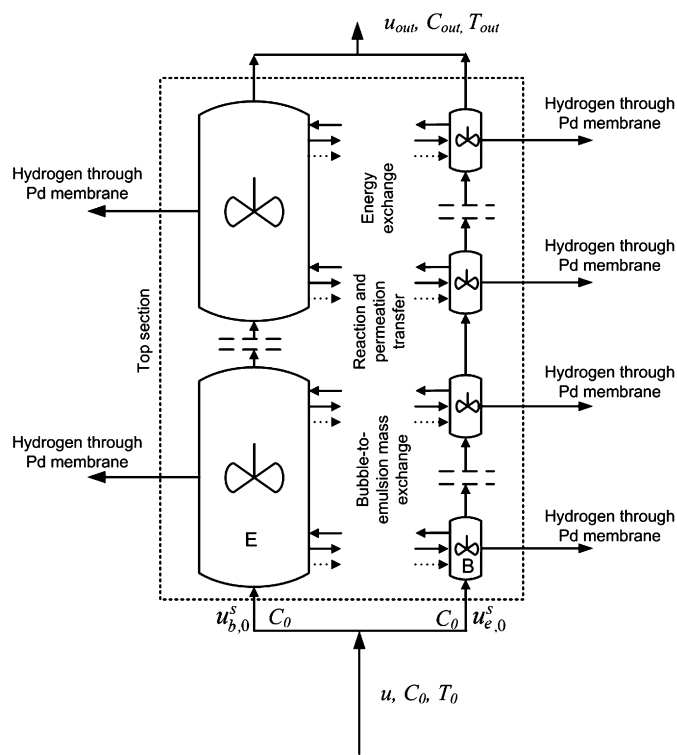 u_out, C_out, T_out
Hydrogen through
Pd membrane
Hydrogen through
Pd membrane
Energy
exchange
Hydrogen through
Pd membrane
Top section
Reaction and
permeation
transfer
Hydrogen through
Pd membrane
Hydrogen through
Pd membrane
Bubble-to-
emulsion mass
exchange
Hydrogen through
Pd membrane
E
B
u^s_b,0 C_0
C_0 u^s_e,0
u, C_0, T_0